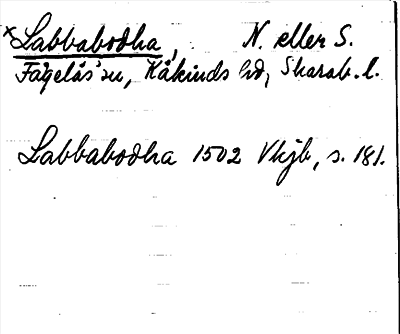 ×Labbabodha, N. eller S.
Fågelås sn, Kåkinds hd, Skarab. l.
Labbabodha 1502 Vkjb, s. 181.